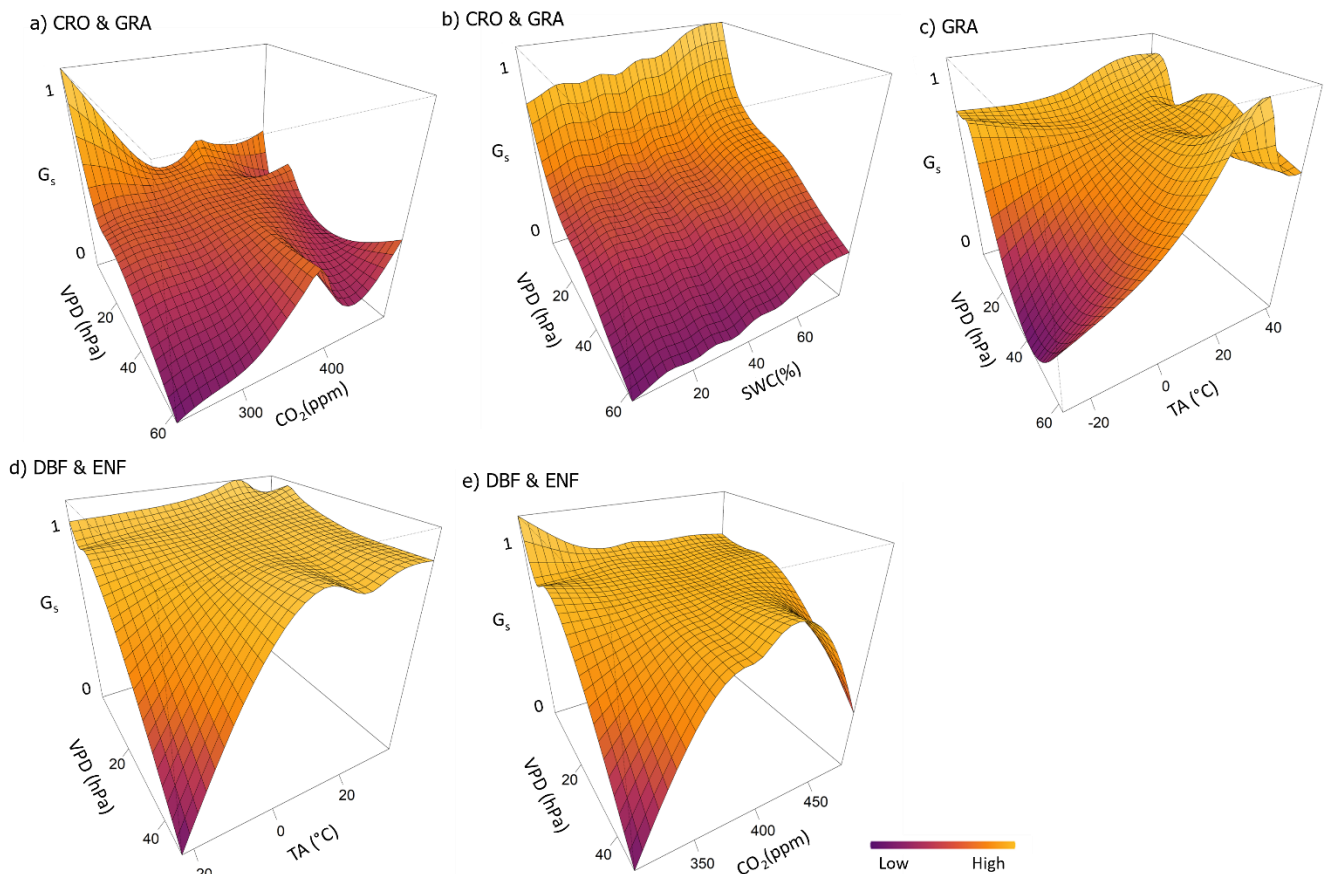 a) CRO & GRA
1
Gs
0
VPD (hPa)
20
40
60
300
400
CO₂(ppm)
b) CRO & GRA
1
Gs
0
VPD (hPa)
20
40
60
20
40
60
SWC(%)
c) GRA
1
Gs
0
VPD (hPa)
20
40
60
-20
0
20
40
TA (°C)
d) DBF & ENF
1
Gs
0
VPD (hPa)
20
40
0
20
TA (°C)
e) DBF & ENF
1
Gs
0
VPD (hPa)
20
40
350
400
450
CO₂(ppm)
Low High